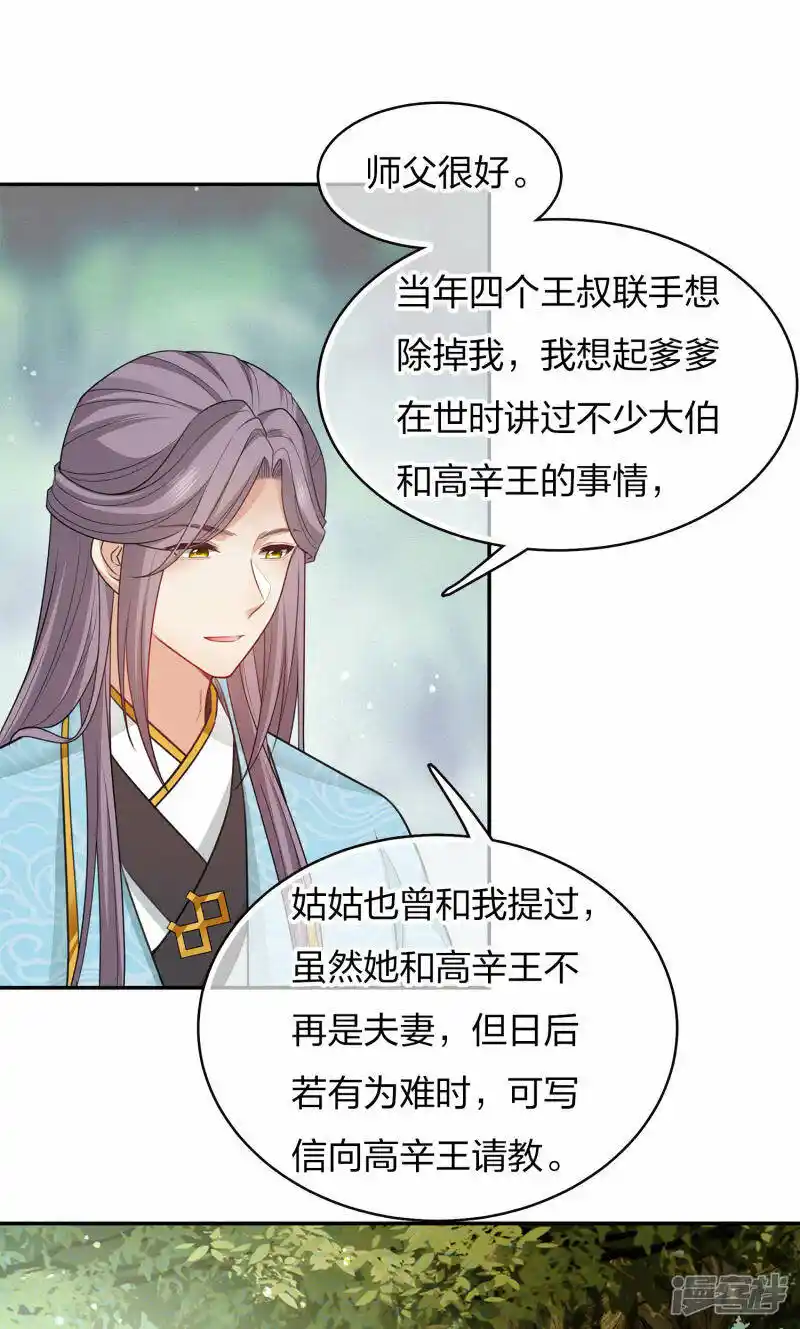 师父很好。
当年四个王叔联手想
除掉我，我想起爹爹
在世时讲过不少大伯
和高辛王的事情，
姑姑也曾和我提过，
虽然她和高辛王不
再是夫妻，但日后
若有为难时，可写
信向高辛王请教。
漫客栈